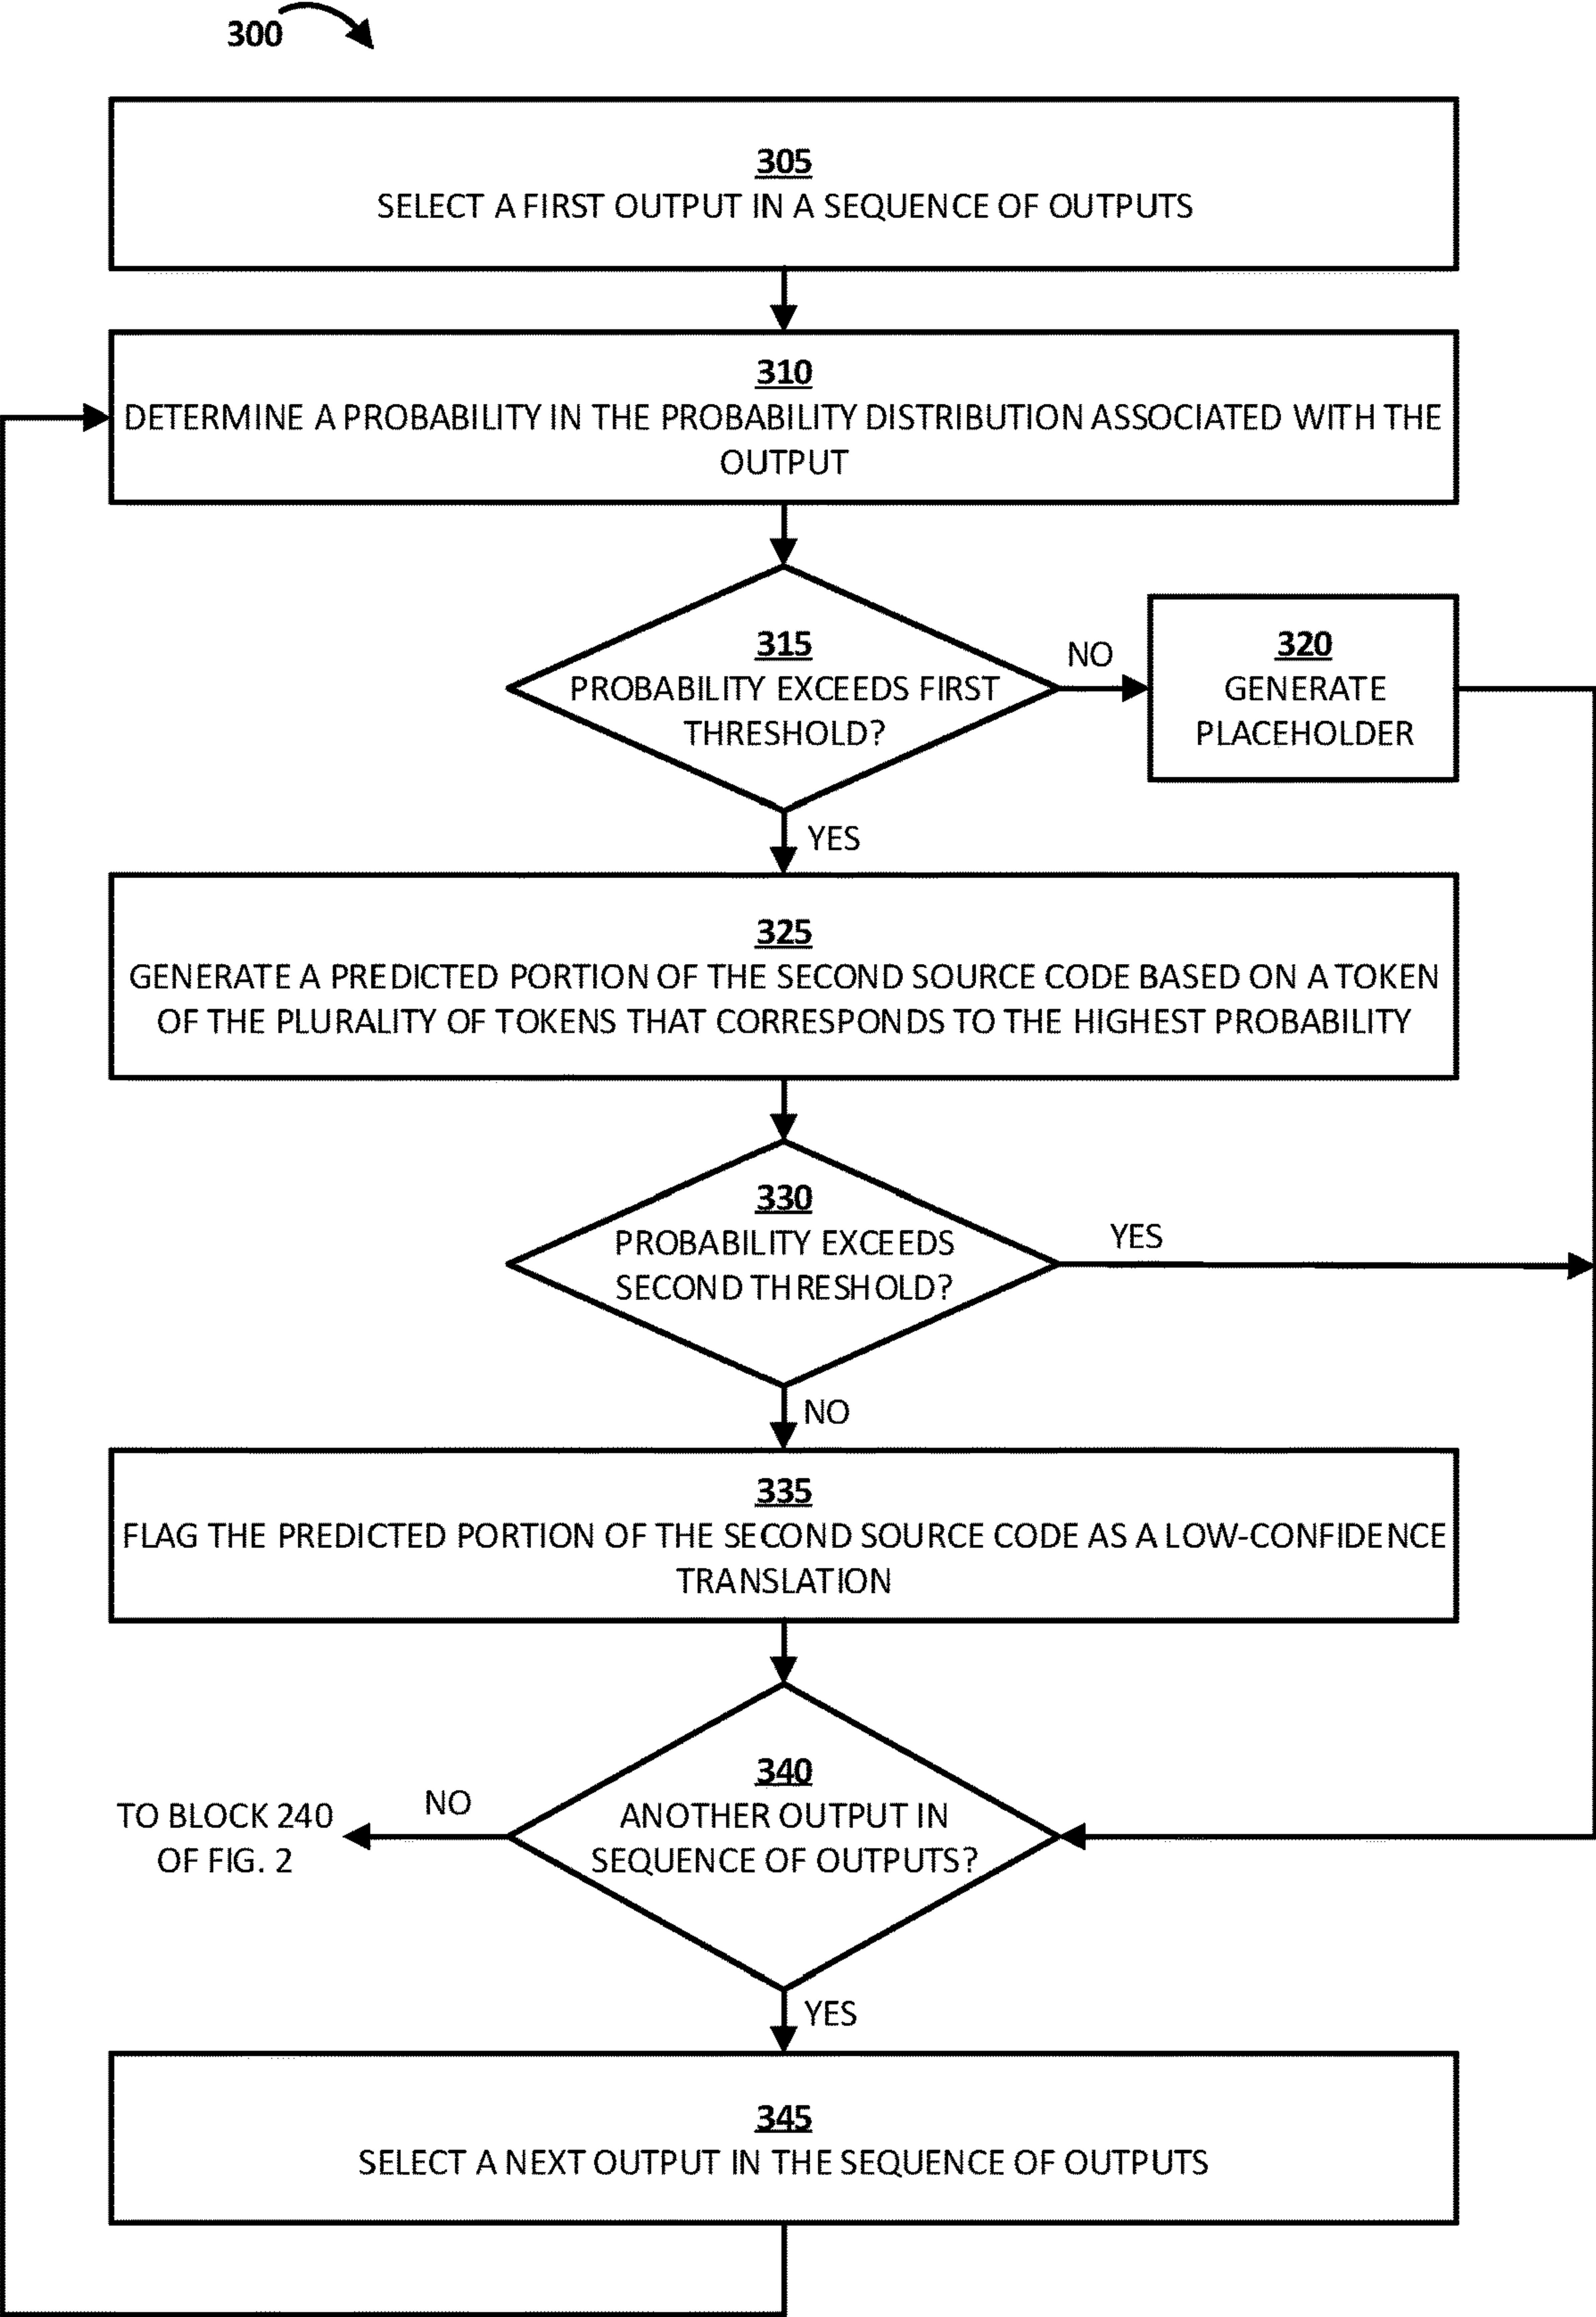 300
305
SELECT A FIRST OUTPUT IN A SEQUENCE OF OUTPUTS
310
DETERMINE A PROBABILITY IN THE PROBABILITY DISTRIBUTION ASSOCIATED WITH THE
OUTPUT
315
PROBABILITY EXCEEDS FIRST
THRESHOLD?
NO
320
GENERATE
PLACEHOLDER
YES
325
GENERATE A PREDICTED PORTION OF THE SECOND SOURCE CODE BASED ON A TOKEN
OF THE PLURALITY OF TOKENS THAT CORRESPONDS TO THE HIGHEST PROBABILITY
330
PROBABILITY EXCEEDS
SECOND THRESHOLD?
YES
NO
335
FLAG THE PREDICTED PORTION OF THE SECOND SOURCE CODE AS A LOW-CONFIDENCE
TRANSLATION
340
ANOTHER OUTPUT IN
SEQUENCE OF OUTPUTS?
NO
TO BLOCK 240
OF FIG. 2
YES
345
SELECT A NEXT OUTPUT IN THE SEQUENCE OF OUTPUTS